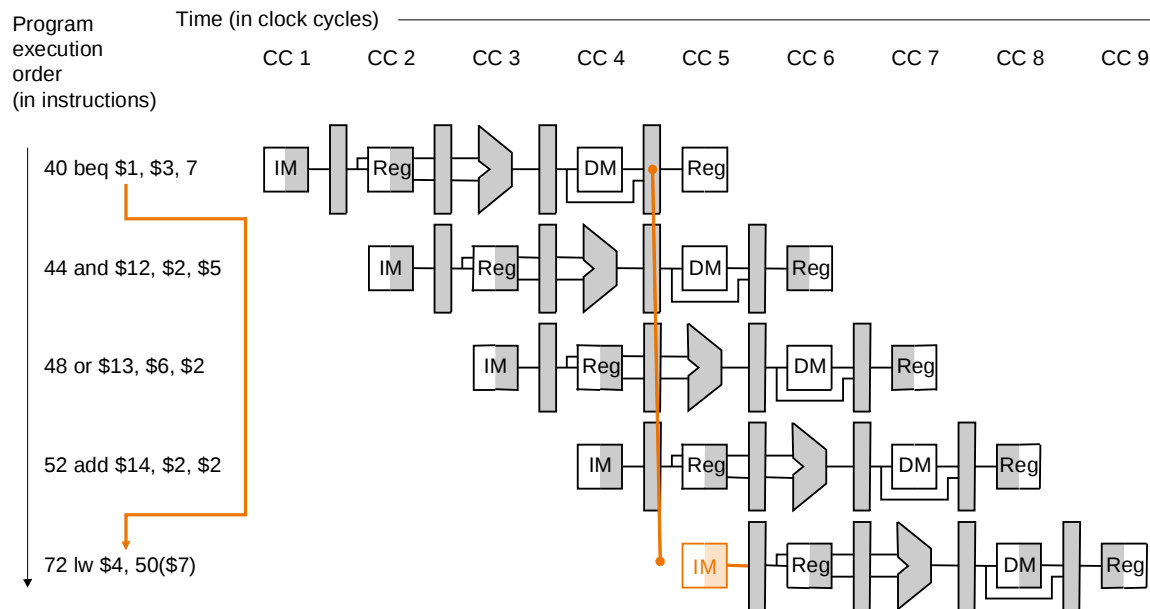 Time (in clock cycles)
Program
execution
order
(in instructions)
CC 1 CC 2 CC 3 CC 4 CC 5 CC 6 CC 7 CC 8 CC 9
40 beq $1, $3, 7 IM Reg DM Reg
44 and $12, $2, $5 IM Reg DM Reg
48 or $13, $6, $2 IM Reg DM Reg
52 add $14, $2, $2 IM Reg DM Reg
72 lw $4, 50($7) IM Reg DM Reg